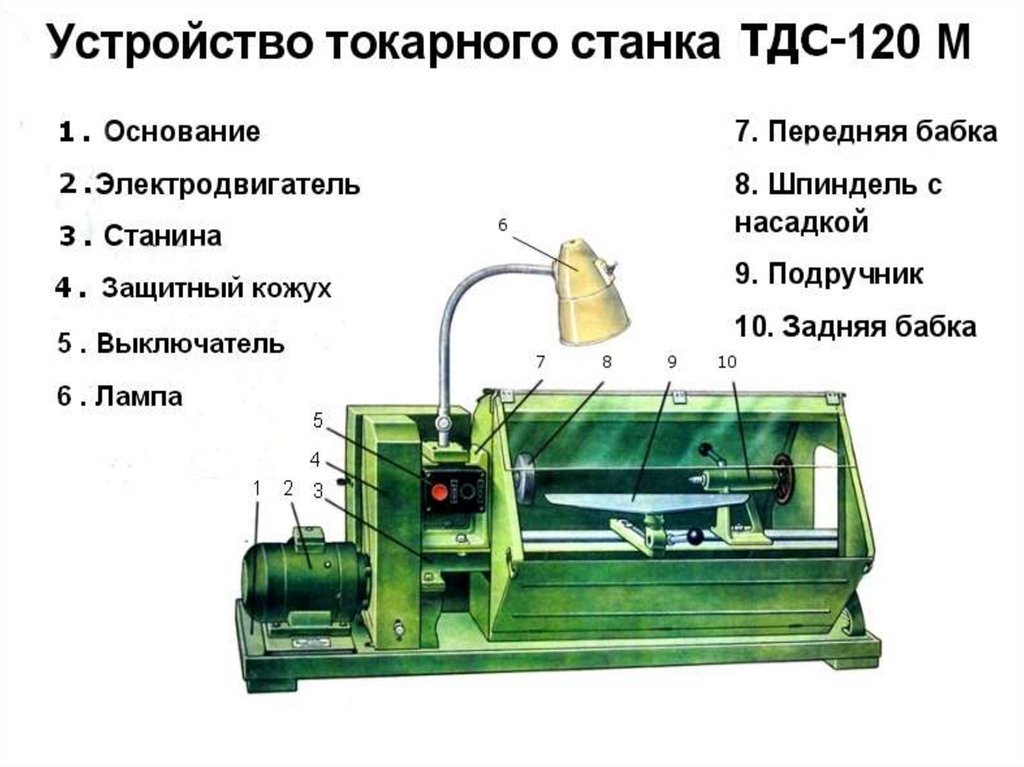 Устройство токарного станка ТДС-120 М
1. Основание
2.Электродвигатель
3. Станина
4. Защитный кожух
5. Выключатель
6. Лампа
7. Передняя бабка
8. Шпиндель с
насадкой
9. Подручник
10. Задняя бабка
6
7 8 9 10
5
4
1 2 3